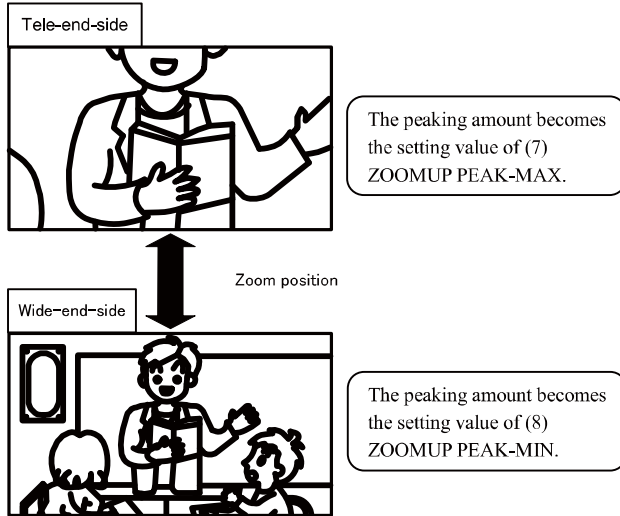 Tele-end-side
The peaking amount becomes
the setting value of (7)
ZOOMUP PEAK-MAX.
Zoom position
Wide-end-side
The peaking amount becomes
the setting value of (8)
ZOOMUP PEAK-MIN.